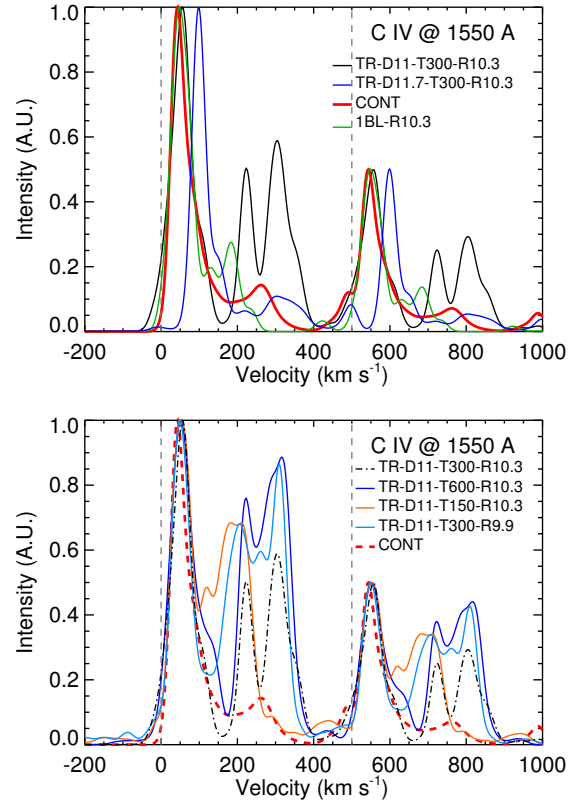 C IV @ 1550 A
TR-D11-T300-R10.3
TR-D11.7-T300-R10.3
CONT
1BL-R10.3
Intensity (A.U.)
1.0
0.8
0.6
0.4
0.2
0.0
-200 0 200 400 600 800 1000
Velocity (km s⁻¹)
C IV @ 1550 A
TR-D11-T300-R10.3
TR-D11-T600-R10.3
TR-D11-T150-R10.3
TR-D11-T300-R9.9
CONT
Intensity (A.U.)
1.0
0.8
0.6
0.4
0.2
0.0
-200 0 200 400 600 800 1000
Velocity (km s⁻¹)